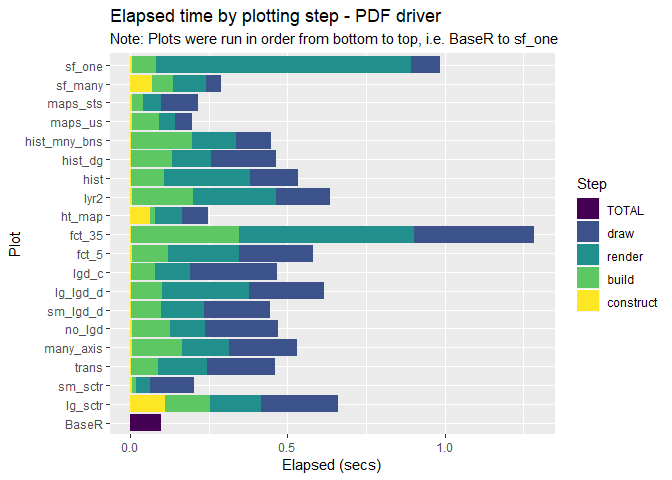 Elapsed time by plotting step - PDF driver
Note: Plots were run in order from bottom to top, i.e. BaseR to sf_one
sf_one
sf_many
maps_sts
maps_us
hist_mny_bns
hist_dg
hist
lyr2
ht_map
fct_35
fct_5
lgd_c
lg_lgd_d
sm_lgd_d
no_lgd
many_axis
trans
sm_sctr
lg_sctr
BaseR
Plot
0.0 0.5 1.0
Elapsed (secs)
Step
TOTAL
draw
render
build
construct